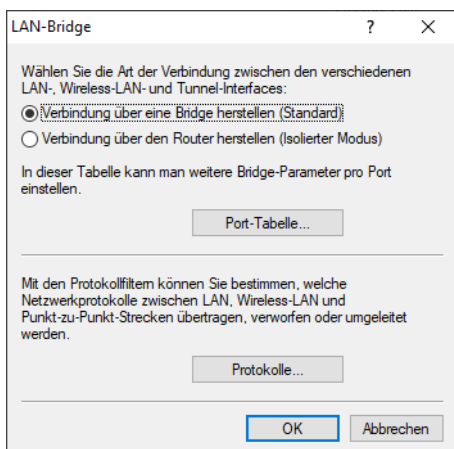 LAN-Bridge
Wählen Sie die Art der Verbindung zwischen den verschiedenen
LAN-, Wireless-LAN- und Tunnel-Interfaces:
Verbindung über eine Bridge herstellen (Standard)
Verbindung über den Router herstellen (Isolierter Modus)
In dieser Tabelle kann man weitere Bridge-Parameter pro Port
einstellen.
Port-Tabelle...
Mit den Protokollfiltern können Sie bestimmen, welche
Netzwerkprotokolle zwischen LAN, Wireless-LAN und
Punkt-zu-Punkt-Strecken übertragen, verworfen oder umgeleitet
werden.
Protokolle...
OK Abbrechen